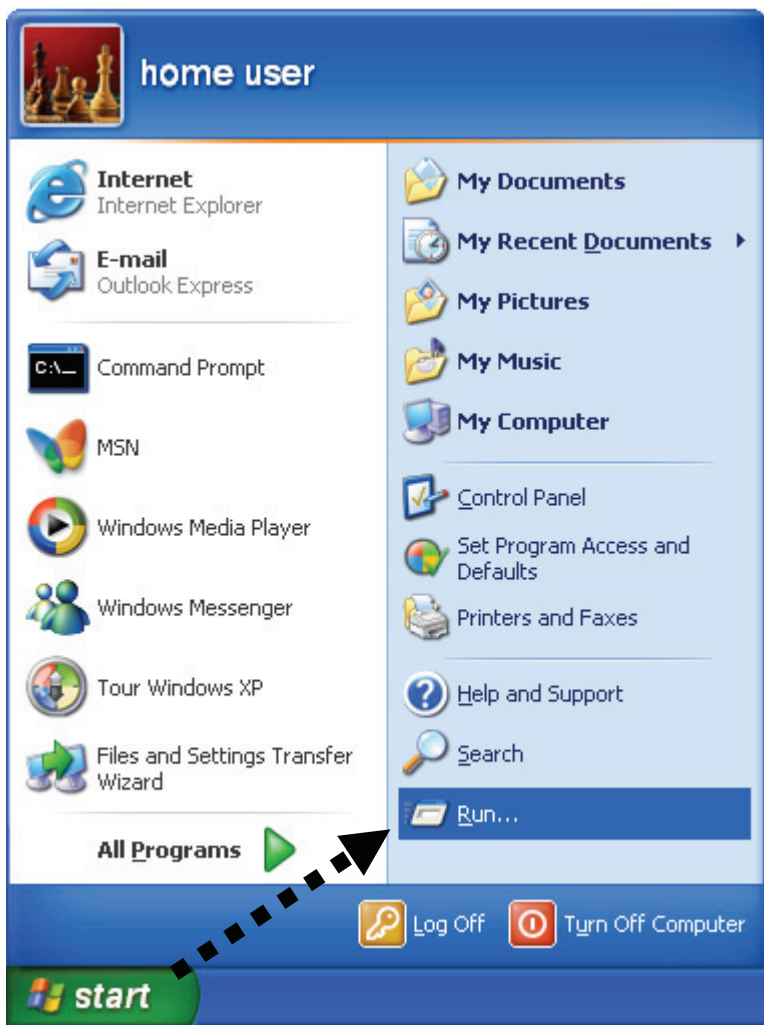 home user
Internet
Internet Explorer
E-mail
Outlook Express
C:\_
Command Prompt
MSN
Windows Media Player
Windows Messenger
Tour Windows XP
Files and Settings Transfer
Wizard
All Programs
My Documents
My Recent Documents
My Pictures
My Music
My Computer
Control Panel
Set Program Access and
Defaults
Printers and Faxes
Help and Support
Search
Run...
Log Off
Turn Off Computer
start